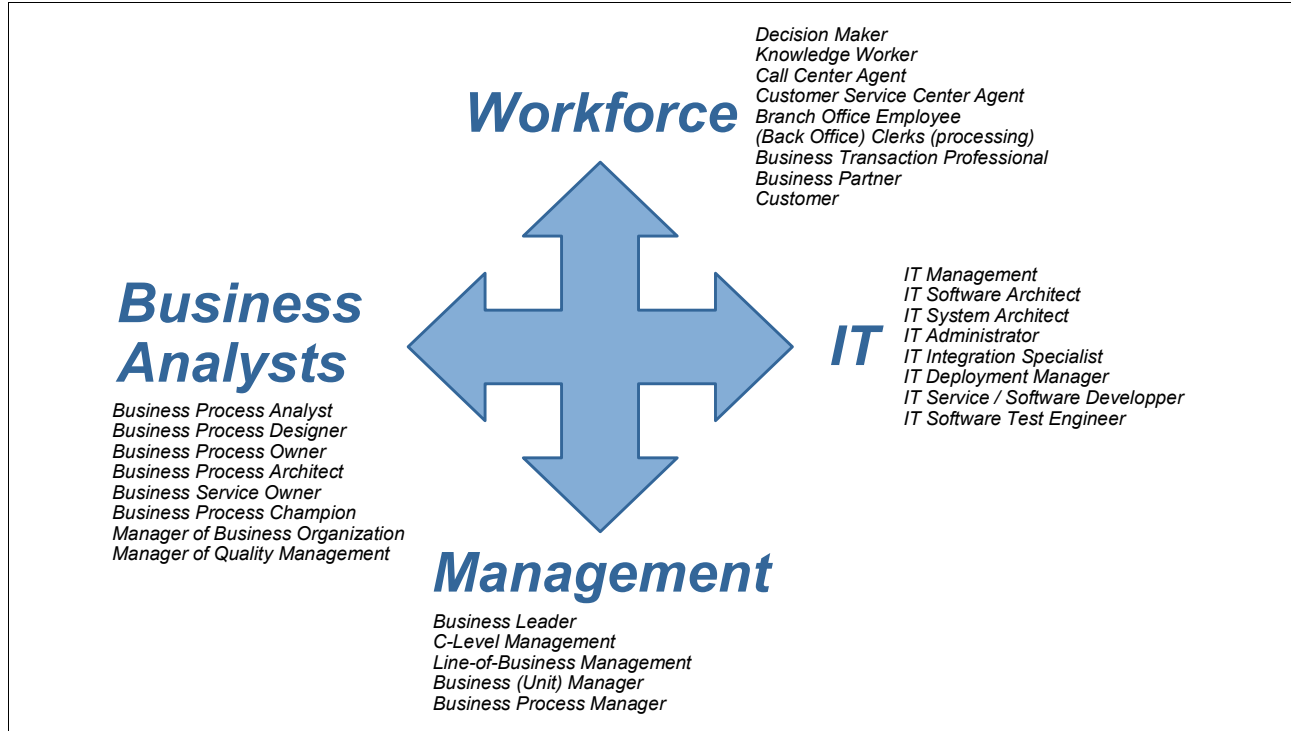 Workforce
Decision Maker
Knowledge Worker
Call Center Agent
Customer Service Center Agent
Branch Office Employee
(Back Office) Clerks (processing)
Business Transaction Professional
Business Partner
Customer
Business
Analysts
Business Process Analyst
Business Process Designer
Business Process Owner
Business Process Architect
Business Service Owner
Business Process Champion
Manager of Business Organization
Manager of Quality Management
IT
IT Management
IT Software Architect
IT System Architect
IT Administrator
IT Integration Specialist
IT Deployment Manager
IT Service / Software Developper
IT Software Test Engineer
Management
Business Leader
C-Level Management
Line-of-Business Management
Business (Unit) Manager
Business Process Manager